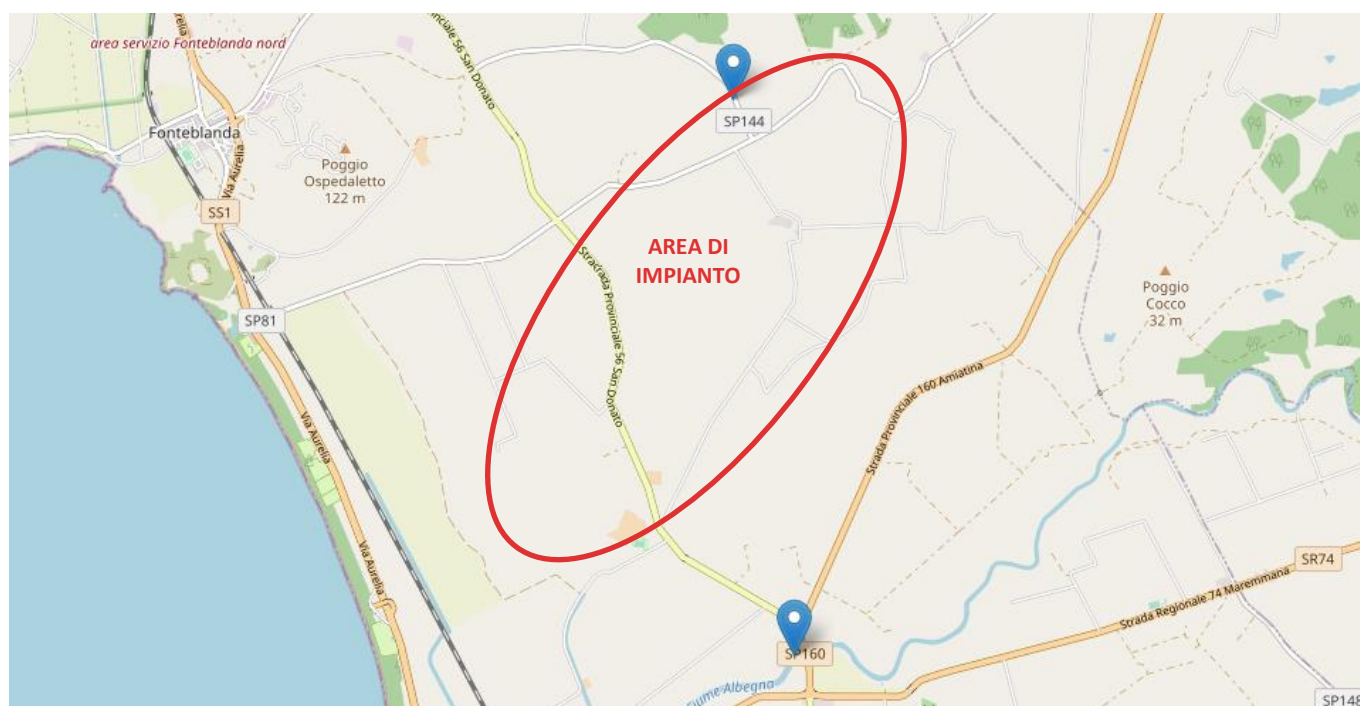 Aurelia
area servizio Fonteblanda nord
ciale 56 San Donato
SP144
Fonteblanda
Poggio
Ospedaletto
122 m
Via Aurelia
SS1
AREA DI
IMPIANTO
Strada Provinciale 56 San Donato
Poggio
Cocco
32 m
SP81
Strada Provinciale 160 Amiatina
Via Aurelia
Via Aurelia
SR74
Strada Regionale 74 Maremmana
SP160
Fiume Albegna
SP148